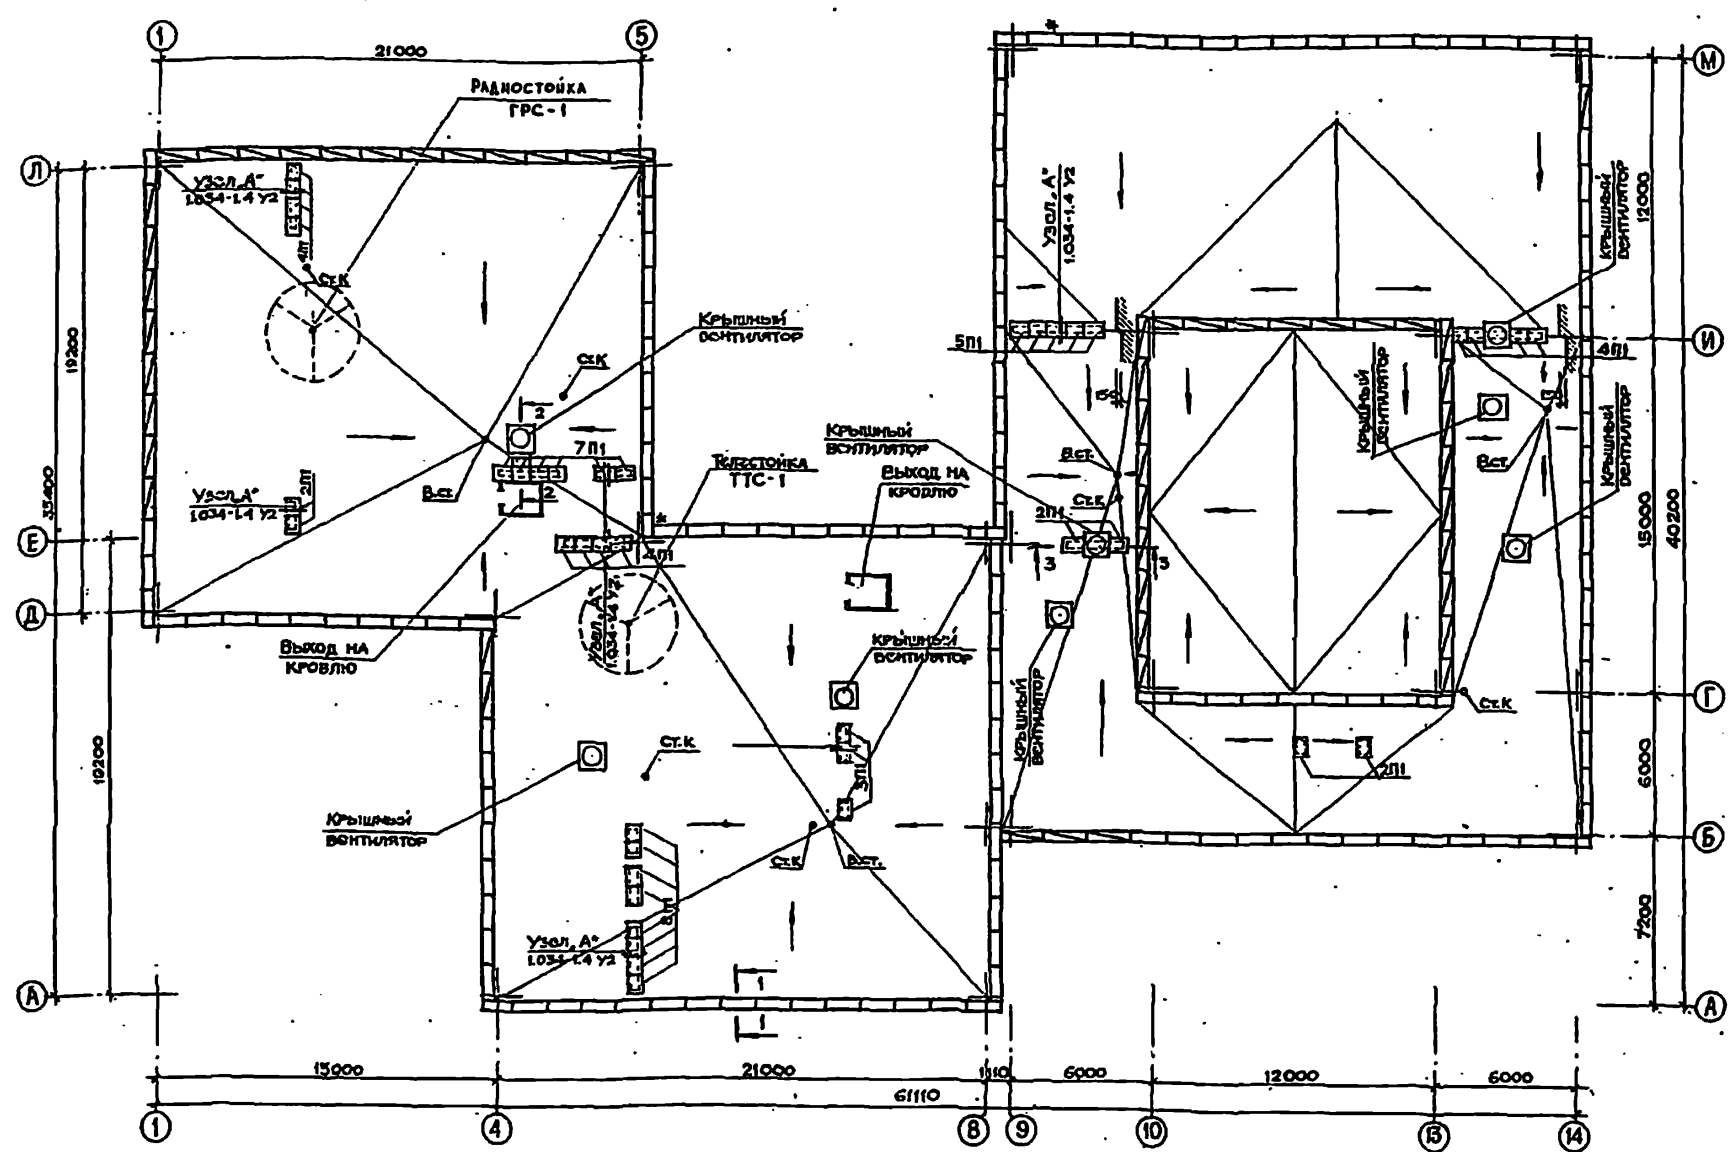 1
5
21000
Радиостойка
ГРС-1
*
М
Л
Узел „А"
1.034-1.4 У2
4П1
Ст.К
Узел „А"
1.034-1.4 У2
12000
Крышный
вентилятор
Крышный
вентилятор
5П1
И
4П1
19200
Ст.К
2
7П1
2
В.ст.
Телестойка
ТТС-1
Крышный
вентилятор
Выход на
кровлю
150
В.ст.
Ст.К
2П1
3
3
Крышный
вентилятор
Крышный
вентилятор
В.ст.
15000
40200
Узел „А"
1.034-1.4 У2
2П1
33400
Е
*
4П1
Узел „А"
1.034-1.4 У2
Д
Выход на
кровлю
Крышный
вентилятор
Крышный
вентилятор
Ст.К
Г
Ст.К
19200
3П1
2П1
6000
Крышный
вентилятор
Ст.К
В.ст.
Б
8П1
Узел „А"
1.034-1.4 У2
7200
А
1
1
А
15000
21000
1110
6000
12000
6000
61110
1
4
8
9
10
13
14